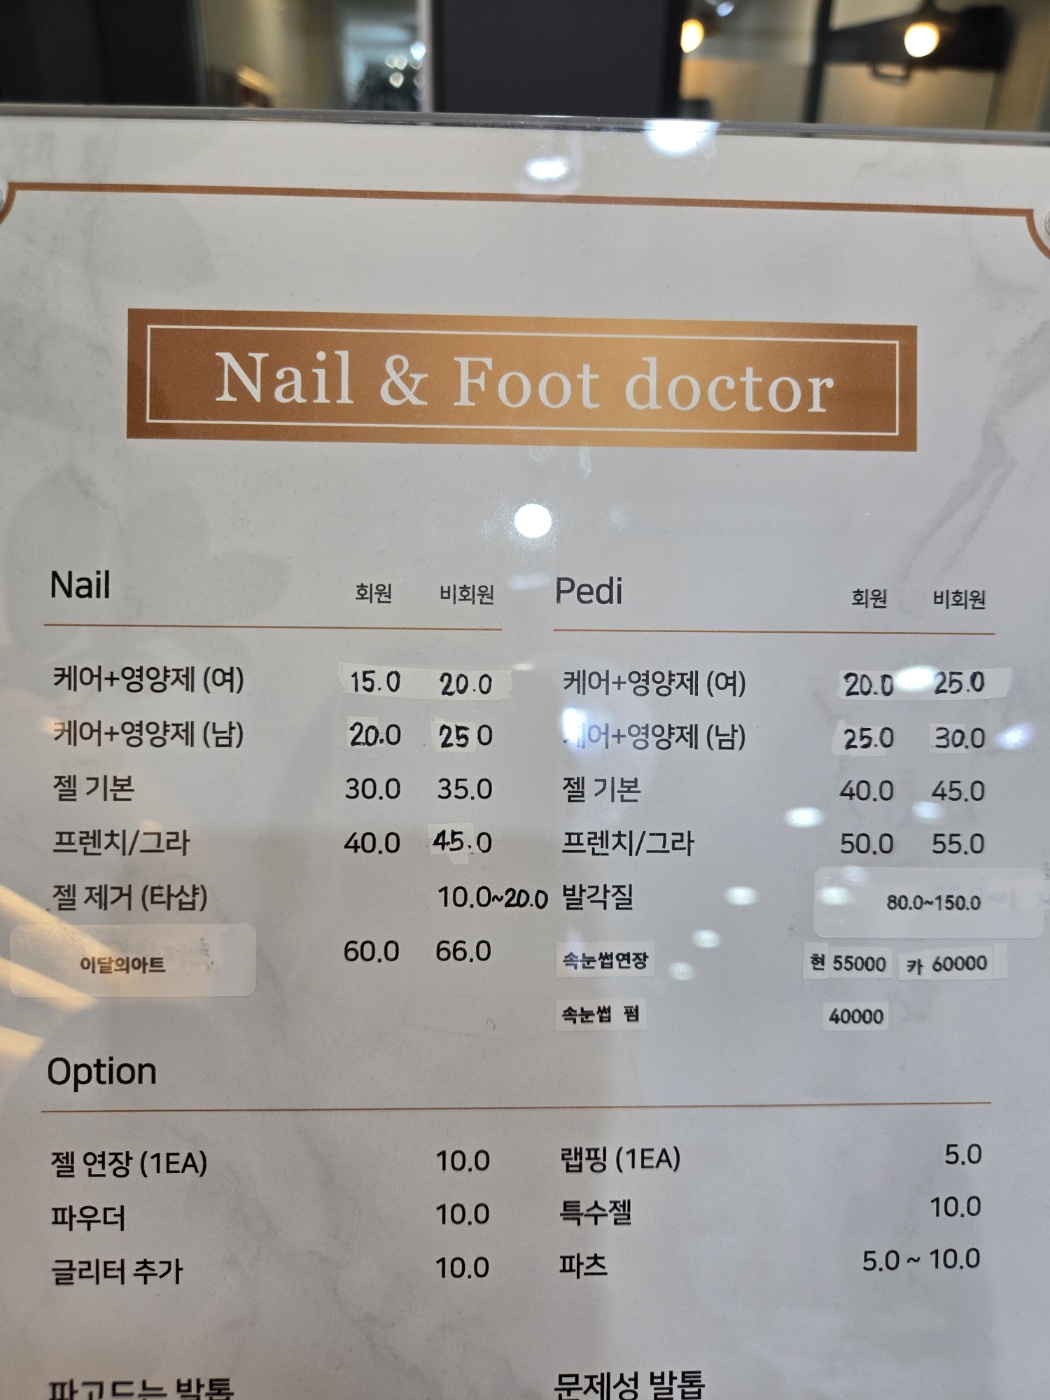 Nail & Foot doctor
Nail 회원 비회원
케어+영양제 (여) 15.0 20.0
케어+영양제 (남) 20.0 25 0
젤 기본 30.0 35.0
프렌치/그라 40.0 45.0
젤 제거 (타샵) 10.0~20.0
이달의아트 60.0 66.0
Pedi 회원 비회원
케어+영양제 (여) 20.0 25.0
케어+영양제 (남) 25.0 30.0
젤 기본 40.0 45.0
프렌치/그라 50.0 55.0
발각질 80.0~150.0
속눈썹연장 현 55000 카 60000
속눈썹 펌 40000
Option
젤 연장 (1EA) 10.0
파우더 10.0
글리터 추가 10.0
랩핑 (1EA) 5.0
특수젤 10.0
파츠 5.0 ~ 10.0
파고드는 발톱
문제성 발톱